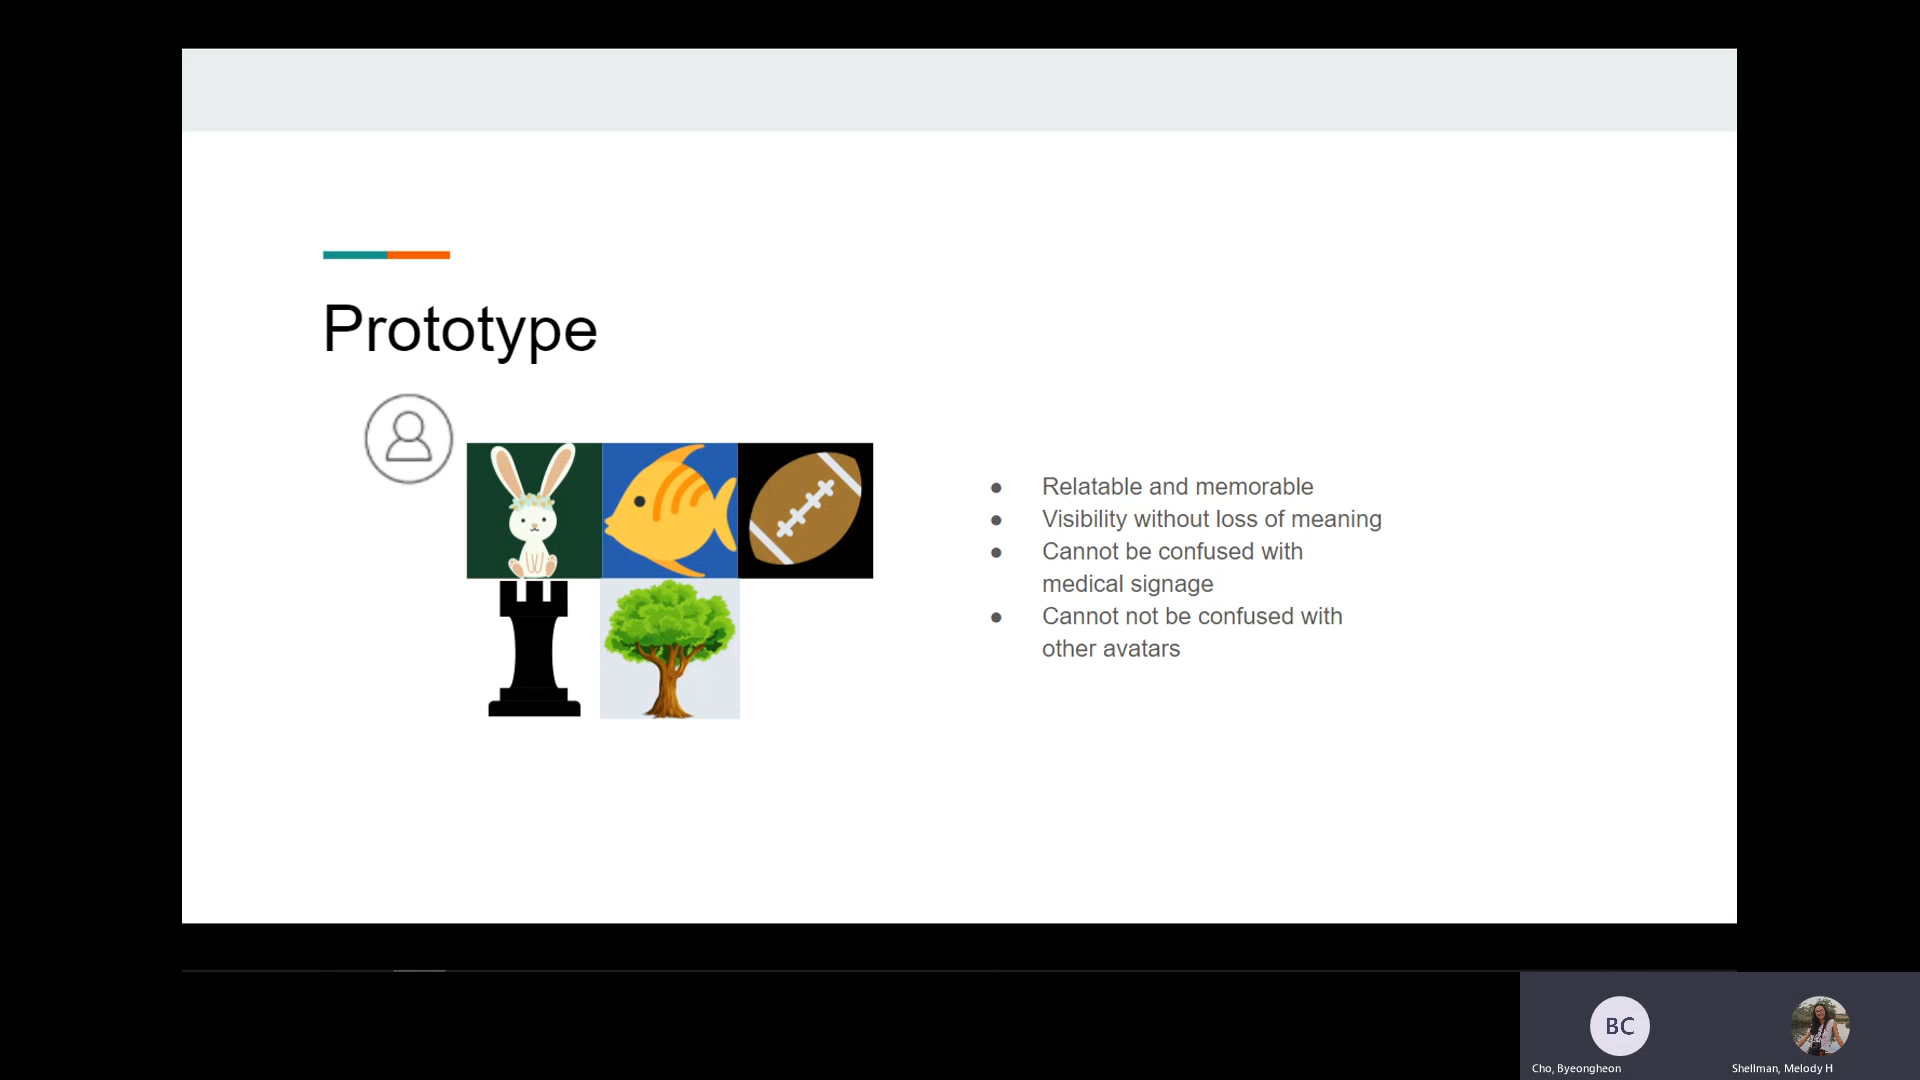 Prototype
● Relatable and memorable
● Visibility without loss of meaning
● Cannot be confused with
medical signage
● Cannot not be confused with
other avatars
BC
Cho, Byeongheon
Shellman, Melody H